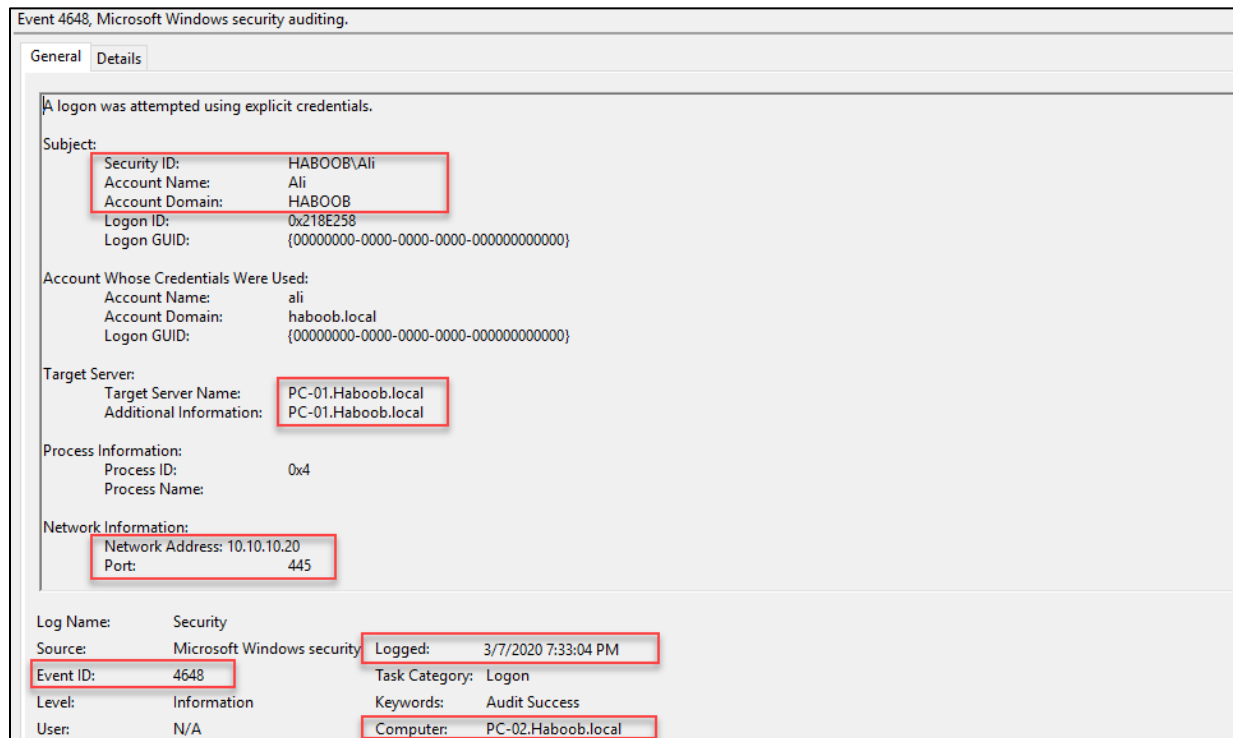 Event 4648, Microsoft Windows security auditing.
General Details
A logon was attempted using explicit credentials.
Subject:
Security ID: HABOOB\Ali
Account Name: Ali
Account Domain: HABOOB
Logon ID: 0x218E258
Logon GUID: {00000000-0000-0000-0000-000000000000}
Account Whose Credentials Were Used:
Account Name: ali
Account Domain: haboob.local
Logon GUID: {00000000-0000-0000-0000-000000000000}
Target Server:
Target Server Name: PC-01.Haboob.local
Additional Information: PC-01.Haboob.local
Process Information:
Process ID: 0x4
Process Name:
Network Information:
Network Address: 10.10.10.20
Port: 445
Log Name: Security
Source: Microsoft Windows security Logged: 3/7/2020 7:33:04 PM
Event ID: 4648 Task Category: Logon
Level: Information Keywords: Audit Success
User: N/A Computer: PC-02.Haboob.local